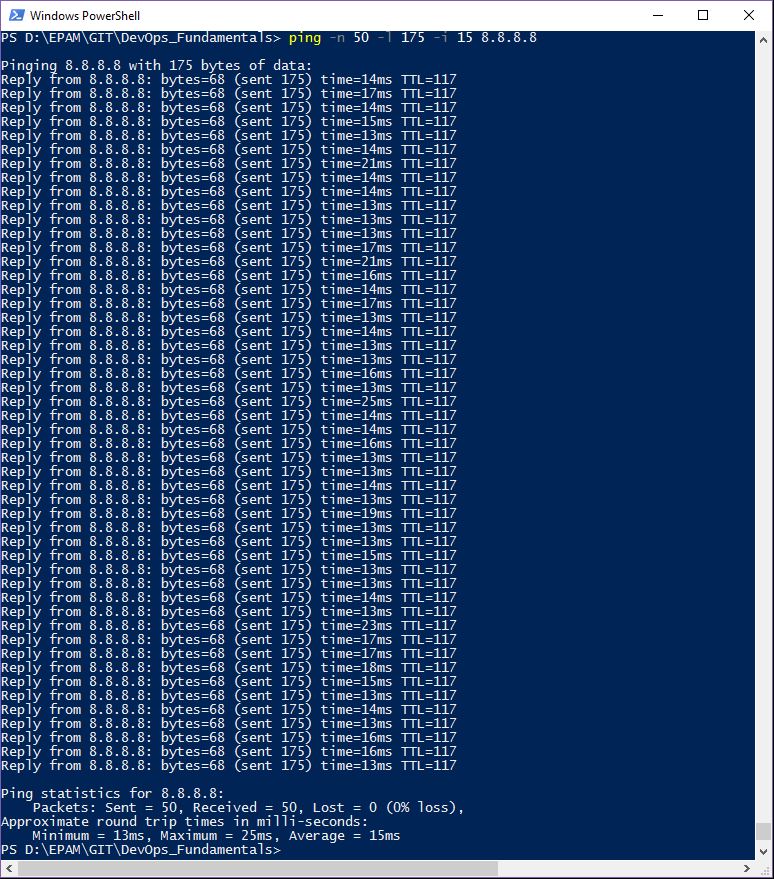 Windows PowerShell
PS D:\EPAM\GIT\DevOps_Fundamentals> ping -n 50 -l 175 -i 15 8.8.8.8
Pinging 8.8.8.8 with 175 bytes of data:
Reply from 8.8.8.8: bytes=68 (sent 175) time=14ms TTL=117
Reply from 8.8.8.8: bytes=68 (sent 175) time=17ms TTL=117
Reply from 8.8.8.8: bytes=68 (sent 175) time=14ms TTL=117
Reply from 8.8.8.8: bytes=68 (sent 175) time=15ms TTL=117
Reply from 8.8.8.8: bytes=68 (sent 175) time=13ms TTL=117
Reply from 8.8.8.8: bytes=68 (sent 175) time=14ms TTL=117
Reply from 8.8.8.8: bytes=68 (sent 175) time=21ms TTL=117
Reply from 8.8.8.8: bytes=68 (sent 175) time=14ms TTL=117
Reply from 8.8.8.8: bytes=68 (sent 175) time=14ms TTL=117
Reply from 8.8.8.8: bytes=68 (sent 175) time=13ms TTL=117
Reply from 8.8.8.8: bytes=68 (sent 175) time=13ms TTL=117
Reply from 8.8.8.8: bytes=68 (sent 175) time=13ms TTL=117
Reply from 8.8.8.8: bytes=68 (sent 175) time=17ms TTL=117
Reply from 8.8.8.8: bytes=68 (sent 175) time=21ms TTL=117
Reply from 8.8.8.8: bytes=68 (sent 175) time=16ms TTL=117
Reply from 8.8.8.8: bytes=68 (sent 175) time=14ms TTL=117
Reply from 8.8.8.8: bytes=68 (sent 175) time=17ms TTL=117
Reply from 8.8.8.8: bytes=68 (sent 175) time=13ms TTL=117
Reply from 8.8.8.8: bytes=68 (sent 175) time=14ms TTL=117
Reply from 8.8.8.8: bytes=68 (sent 175) time=13ms TTL=117
Reply from 8.8.8.8: bytes=68 (sent 175) time=13ms TTL=117
Reply from 8.8.8.8: bytes=68 (sent 175) time=16ms TTL=117
Reply from 8.8.8.8: bytes=68 (sent 175) time=13ms TTL=117
Reply from 8.8.8.8: bytes=68 (sent 175) time=25ms TTL=117
Reply from 8.8.8.8: bytes=68 (sent 175) time=14ms TTL=117
Reply from 8.8.8.8: bytes=68 (sent 175) time=14ms TTL=117
Reply from 8.8.8.8: bytes=68 (sent 175) time=16ms TTL=117
Reply from 8.8.8.8: bytes=68 (sent 175) time=13ms TTL=117
Reply from 8.8.8.8: bytes=68 (sent 175) time=13ms TTL=117
Reply from 8.8.8.8: bytes=68 (sent 175) time=14ms TTL=117
Reply from 8.8.8.8: bytes=68 (sent 175) time=13ms TTL=117
Reply from 8.8.8.8: bytes=68 (sent 175) time=19ms TTL=117
Reply from 8.8.8.8: bytes=68 (sent 175) time=13ms TTL=117
Reply from 8.8.8.8: bytes=68 (sent 175) time=13ms TTL=117
Reply from 8.8.8.8: bytes=68 (sent 175) time=15ms TTL=117
Reply from 8.8.8.8: bytes=68 (sent 175) time=13ms TTL=117
Reply from 8.8.8.8: bytes=68 (sent 175) time=13ms TTL=117
Reply from 8.8.8.8: bytes=68 (sent 175) time=14ms TTL=117
Reply from 8.8.8.8: bytes=68 (sent 175) time=13ms TTL=117
Reply from 8.8.8.8: bytes=68 (sent 175) time=23ms TTL=117
Reply from 8.8.8.8: bytes=68 (sent 175) time=17ms TTL=117
Reply from 8.8.8.8: bytes=68 (sent 175) time=17ms TTL=117
Reply from 8.8.8.8: bytes=68 (sent 175) time=18ms TTL=117
Reply from 8.8.8.8: bytes=68 (sent 175) time=15ms TTL=117
Reply from 8.8.8.8: bytes=68 (sent 175) time=13ms TTL=117
Reply from 8.8.8.8: bytes=68 (sent 175) time=14ms TTL=117
Reply from 8.8.8.8: bytes=68 (sent 175) time=13ms TTL=117
Reply from 8.8.8.8: bytes=68 (sent 175) time=16ms TTL=117
Reply from 8.8.8.8: bytes=68 (sent 175) time=16ms TTL=117
Reply from 8.8.8.8: bytes=68 (sent 175) time=13ms TTL=117
Ping statistics for 8.8.8.8:
    Packets: Sent = 50, Received = 50, Lost = 0 (0% loss),
Approximate round trip times in milli-seconds:
    Minimum = 13ms, Maximum = 25ms, Average = 15ms
PS D:\EPAM\GIT\DevOps_Fundamentals>